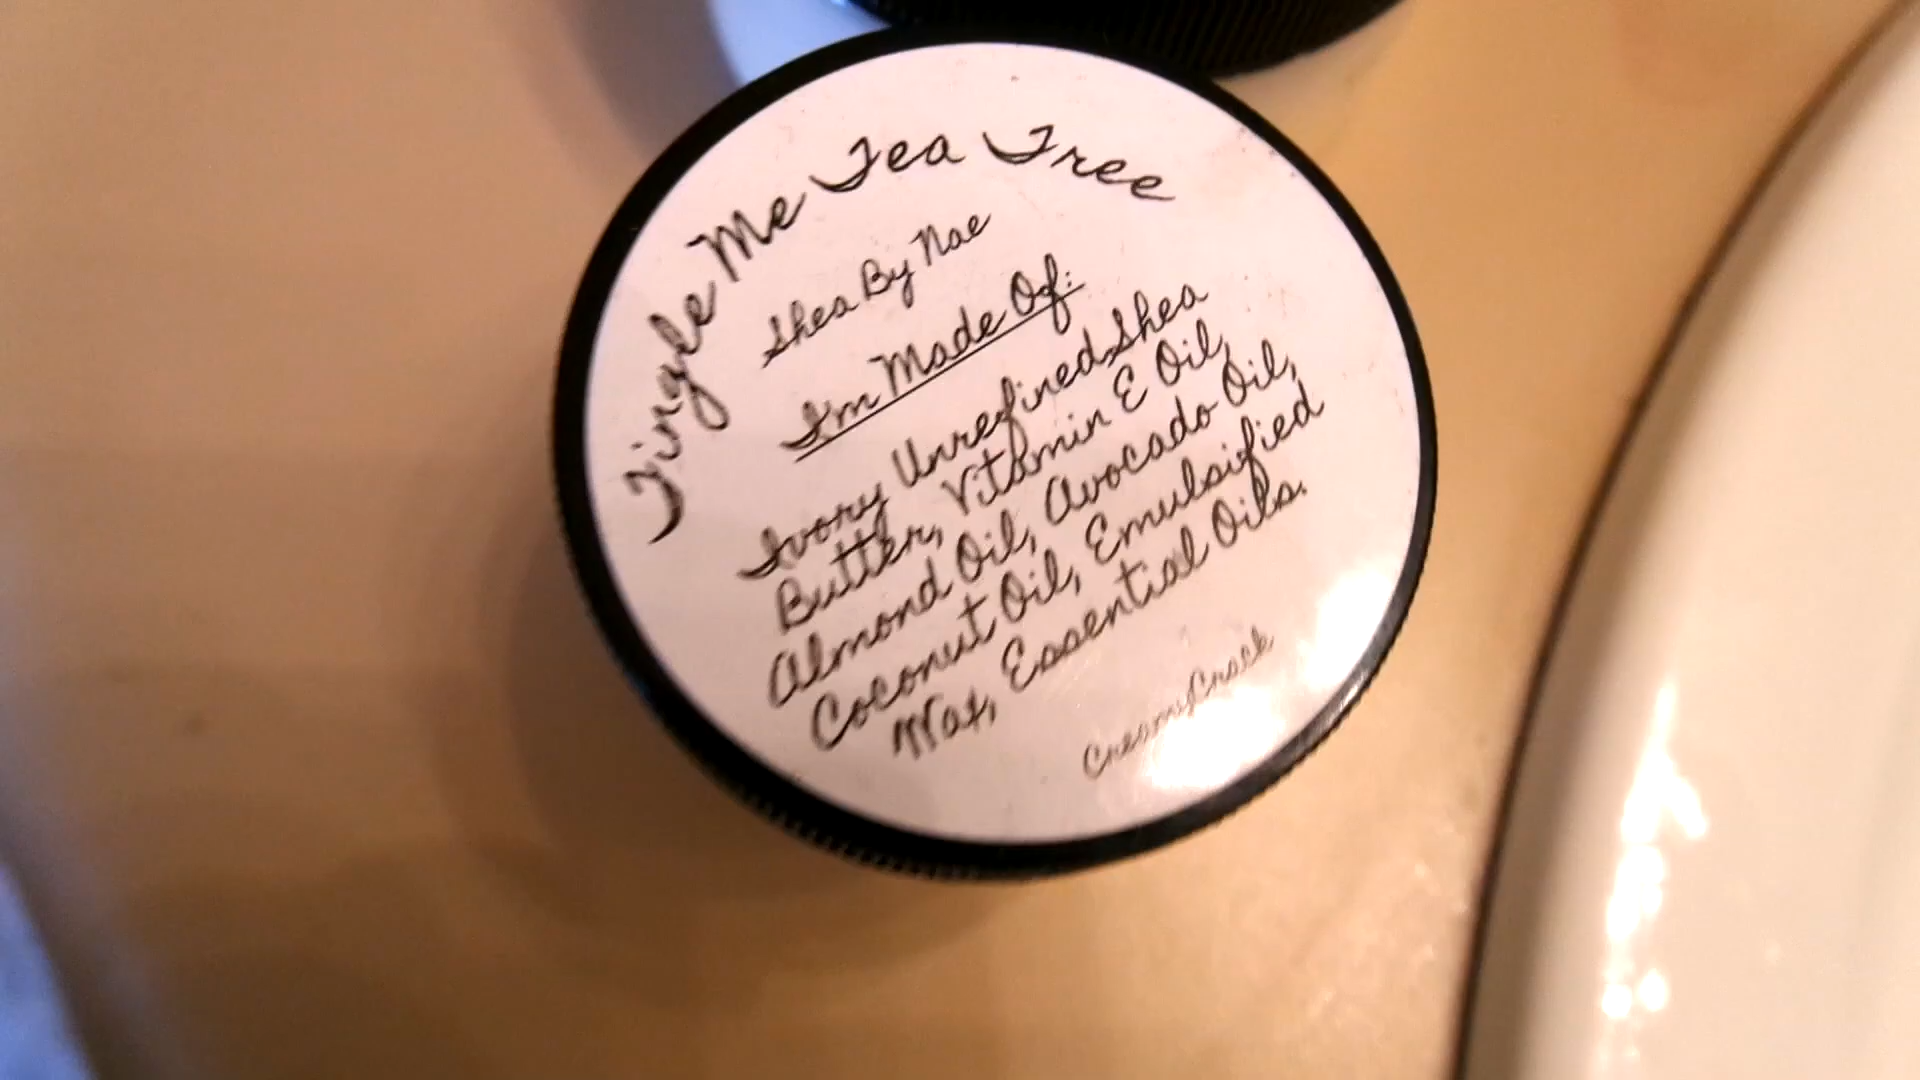 Tingle Me Tea Tree
Shea By Nae
I'm Made Of:
Ivory Unrefined Shea
Butter, Vitamin E Oil,
Almond Oil, Avocado Oil,
Coconut Oil, Emulsified
Wax, Essential Oils.
CreamyCrack